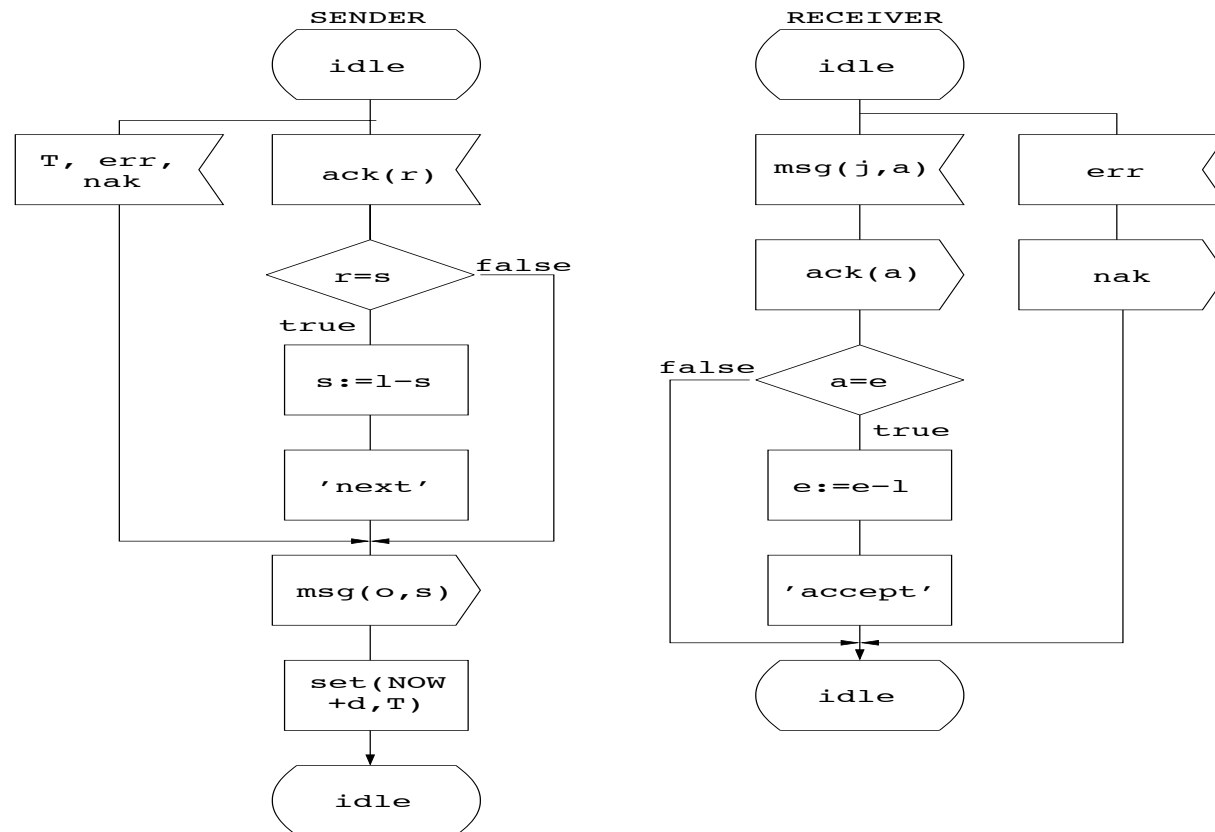 SENDER
idle
T, err,
nak
ack(r)
r=s
false
true
s:=1−s
'next'
msg(o,s)
set(NOW
+d,T)
idle
RECEIVER
idle
msg(j,a)
err
ack(a)
nak
false
a=e
true
e:=e−1
'accept'
idle